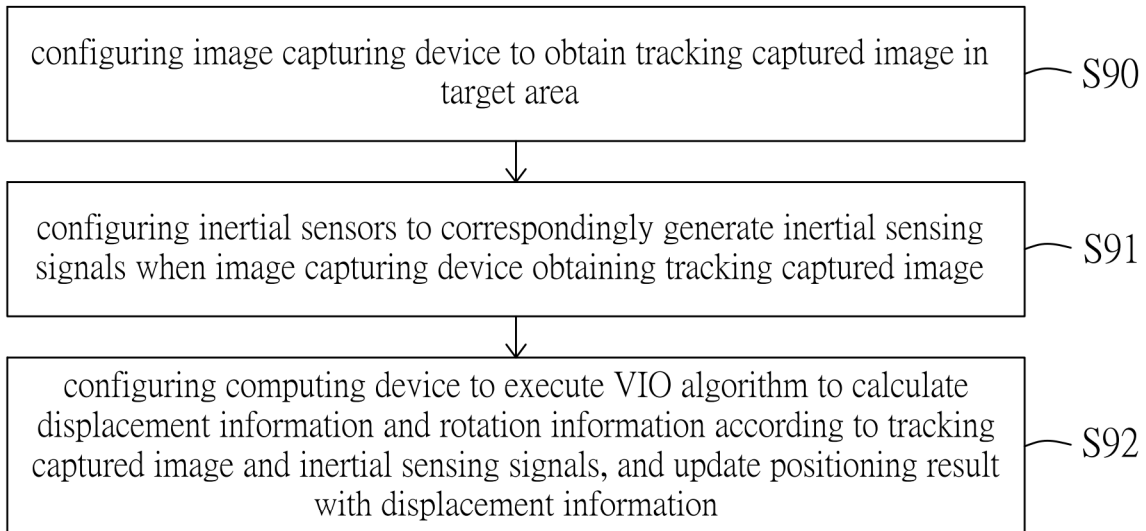 configuring image capturing device to obtain tracking captured image in
target area
S90
configuring inertial sensors to correspondingly generate inertial sensing
signals when image capturing device obtaining tracking captured image
S91
configuring computing device to execute VIO algorithm to calculate
displacement information and rotation information according to tracking
captured image and inertial sensing signals, and update positioning result
with displacement information
S92